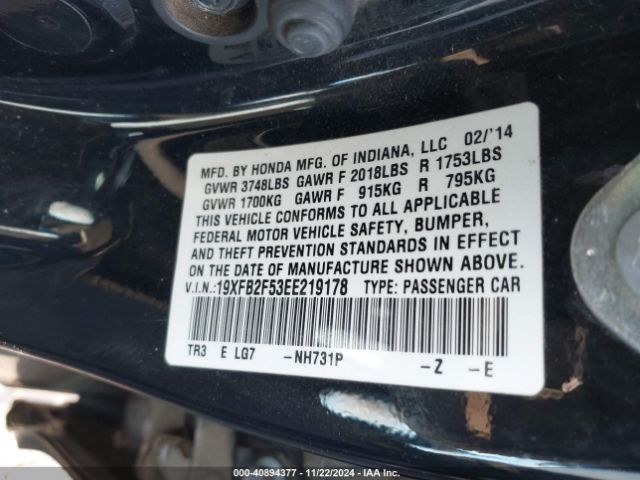 MFD. BY HONDA MFG. OF INDIANA, LLC 02/'14
GVWR 3748LBS GAWR F 2018LBS R 1753LBS
GVWR 1700KG GAWR F 915KG R 795KG
THIS VEHICLE CONFORMS TO ALL APPLICABLE
FEDERAL MOTOR VEHICLE SAFETY, BUMPER,
AND THEFT PREVENTION STANDARDS IN EFFECT
ON THE DATE OF MANUFACTURE SHOWN ABOVE.
V.I.N.:19XFB2F53EE219178 TYPE: PASSENGER CAR
TR3 E LG7 -NH731P -Z -E
000-40894377 - 11/22/2024 - IAA Inc.